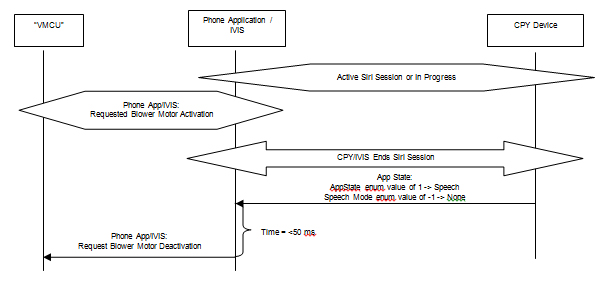 "VMCU"
Phone Application /
IVIS
CPY Device
Active Siri Session or In Progress
Phone App/IVIS:
Requested Blower Motor Activation
CPY/IVIS Ends Siri Session
App State:
AppState enum value of 1 -> Speech
Speech Mode enum value of -1 -> None
Time = <50 ms
Phone App/IVIS:
Request Blower Motor Deactivation